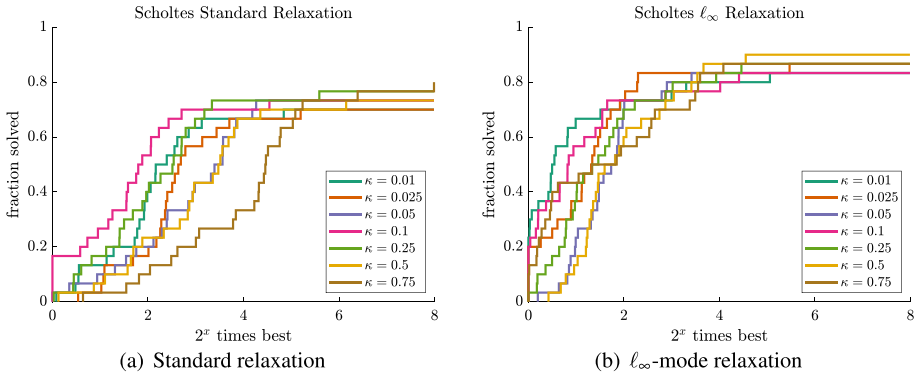 Scholtes Standard Relaxation
1
0.8
0.6
0.4
0.2
0
fraction solved
0 2 4 6 8
2^x times best
κ = 0.01
κ = 0.025
κ = 0.05
κ = 0.1
κ = 0.25
κ = 0.5
κ = 0.75
(a) Standard relaxation
Scholtes ℓ∞ Relaxation
1
0.8
0.6
0.4
0.2
0
fraction solved
0 2 4 6 8
2^x times best
κ = 0.01
κ = 0.025
κ = 0.05
κ = 0.1
κ = 0.25
κ = 0.5
κ = 0.75
(b) ℓ∞-mode relaxation